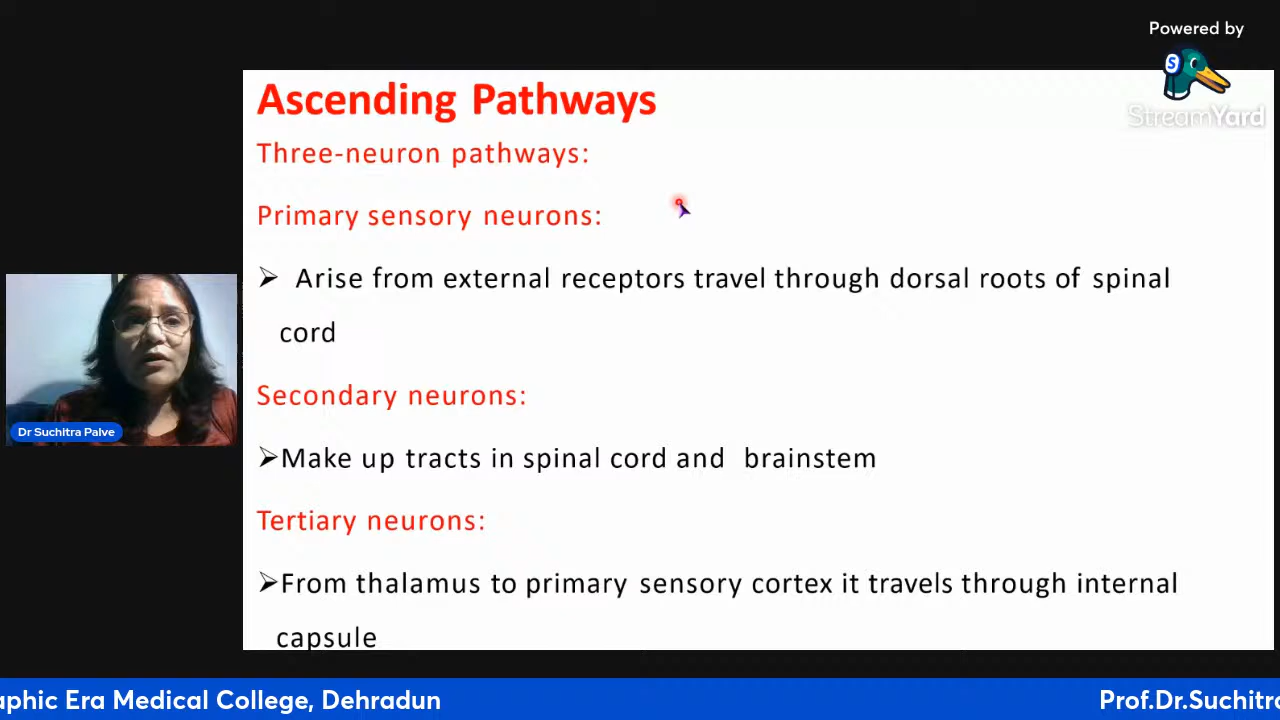 Powered by
S
StreamYard
Ascending Pathways
Three-neuron pathways:
Primary sensory neurons:
➢ Arise from external receptors travel through dorsal roots of spinal
cord
Secondary neurons:
➢Make up tracts in spinal cord and brainstem
Tertiary neurons:
➢From thalamus to primary sensory cortex it travels through internal
capsule
Dr Suchitra Palve
aphic Era Medical College, Dehradun
Prof.Dr.Suchitra